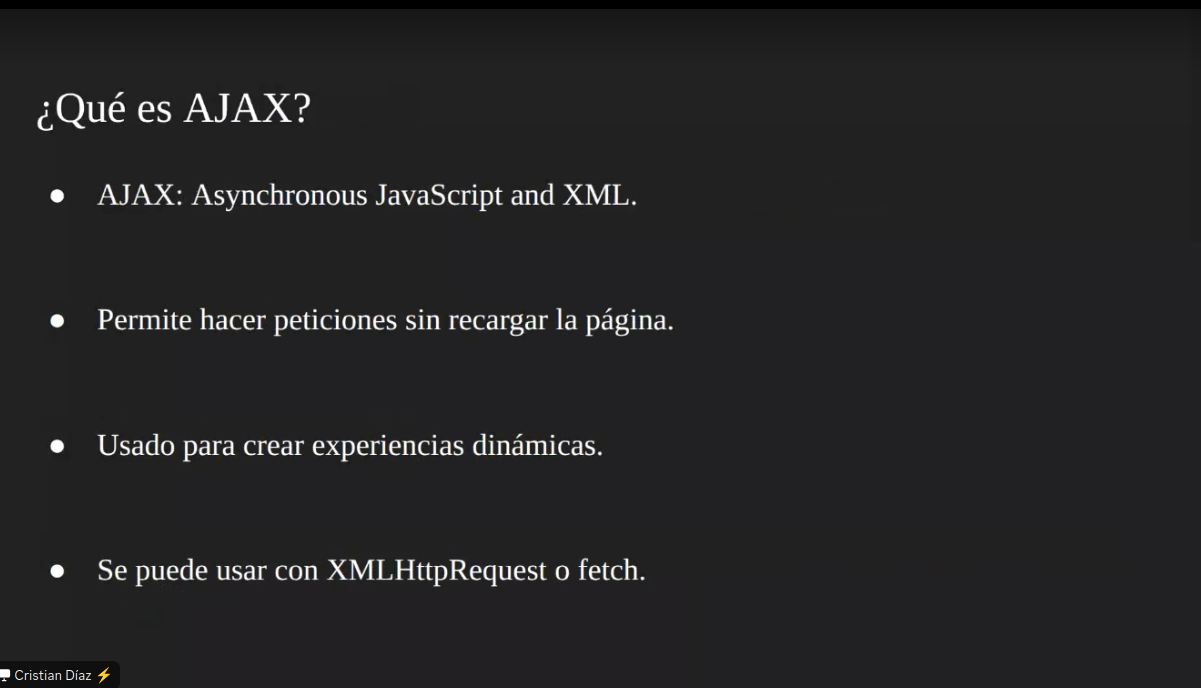 ¿Qué es AJAX?
● AJAX: Asynchronous JavaScript and XML.
● Permite hacer peticiones sin recargar la página.
● Usado para crear experiencias dinámicas.
● Se puede usar con XMLHttpRequest o fetch.
Cristian Díaz ⚡